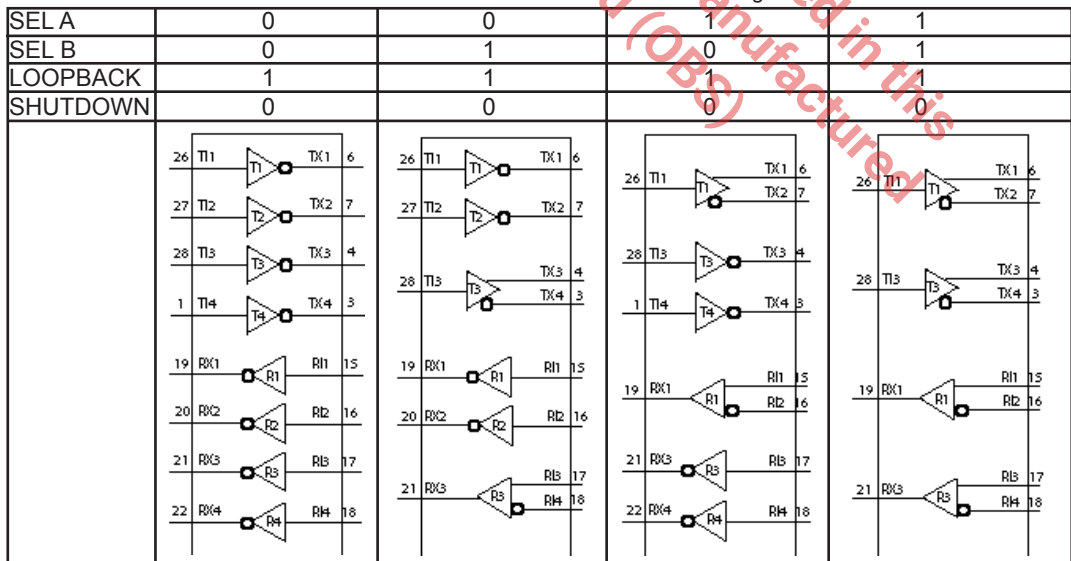 SEL A 0 0 1 1
SEL B 0 1 0 1
LOOPBACK 1 1 1 1
SHUTDOWN 0 0 0 0
26 TI1 T1 TX1 6
27 TI2 T2 TX2 7
28 TI3 T3 TX3 4
1 TI4 T4 TX4 3
19 RX1 R1 RI1 15
20 RX2 R2 RI2 16
21 RX3 R3 RI3 17
22 RX4 R4 RI4 18
26 TI1 T1 TX1 6
27 TI2 T2 TX2 7
28 TI3 T3 TX3 4
TX4 3
19 RX1 R1 RI1 15
20 RX2 R2 RI2 16
21 RX3 R3 RI3 17
RI4 18
26 TI1 T1 TX1 6
TX2 7
28 TI3 T3 TX3 4
1 TI4 T4 TX4 3
19 RX1 R1 RI1 15
RI2 16
21 RX3 R3 RI3 17
22 RX4 R4 RI4 18
26 TI1 T1 TX1 6
TX2 7
28 TI3 T3 TX3 4
TX4 3
19 RX1 R1 RI1 15
RI2 16
21 RX3 R3 RI3 17
RI4 18
in this
anufactured
(OBS)